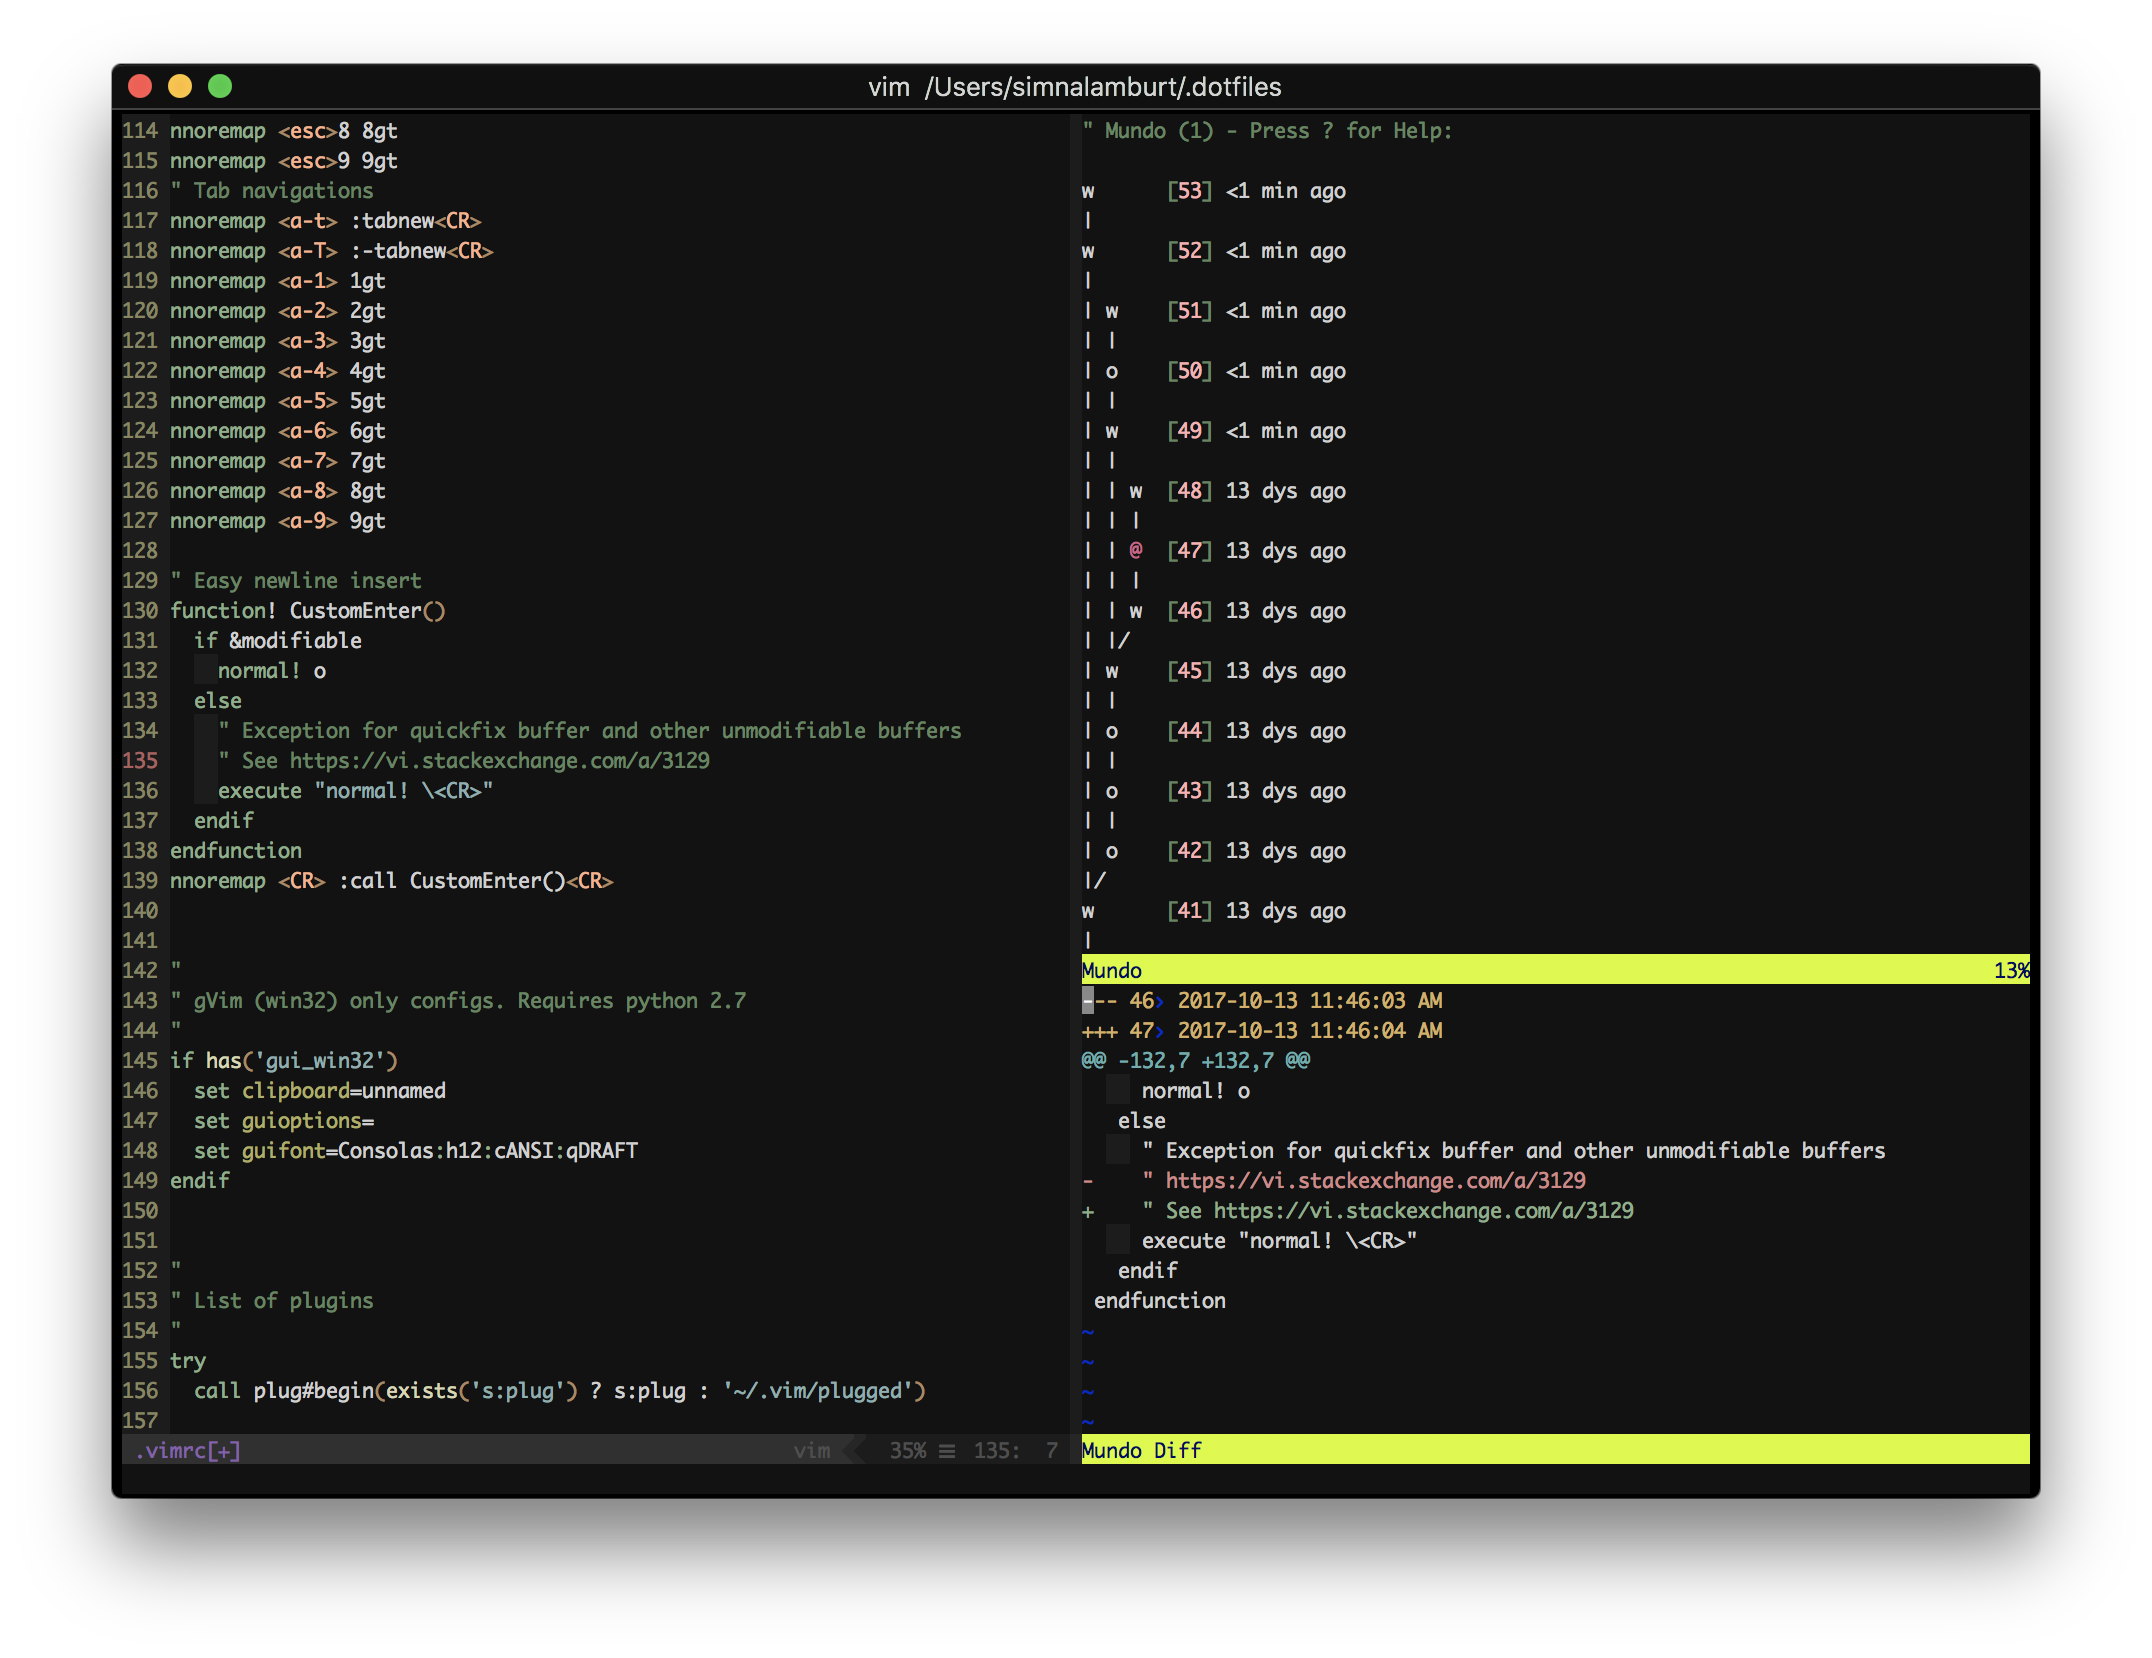 vim  /Users/simnalamburt/.dotfiles
114 nnoremap <esc>8 8gt
115 nnoremap <esc>9 9gt
116 " Tab navigations
117 nnoremap <a-t> :tabnew<CR>
118 nnoremap <a-T> :-tabnew<CR>
119 nnoremap <a-1> 1gt
120 nnoremap <a-2> 2gt
121 nnoremap <a-3> 3gt
122 nnoremap <a-4> 4gt
123 nnoremap <a-5> 5gt
124 nnoremap <a-6> 6gt
125 nnoremap <a-7> 7gt
126 nnoremap <a-8> 8gt
127 nnoremap <a-9> 9gt
128
129 " Easy newline insert
130 function! CustomEnter()
131   if &modifiable
132     normal! o
133   else
134     " Exception for quickfix buffer and other unmodifiable buffers
135     " See https://vi.stackexchange.com/a/3129
136     execute "normal! \<CR>"
137   endif
138 endfunction
139 nnoremap <CR> :call CustomEnter()<CR>
140
141
142 "
143 " gVim (win32) only configs. Requires python 2.7
144 "
145 if has('gui_win32')
146   set clipboard=unnamed
147   set guioptions=
148   set guifont=Consolas:h12:cANSI:qDRAFT
149 endif
150
151
152 "
153 " List of plugins
154 "
155 try
156   call plug#begin(exists('s:plug') ? s:plug : '~/.vim/plugged')
157
.vimrc[+] vim 35% ≡ 135:  7
" Mundo (1) - Press ? for Help:
w      [53] <1 min ago
|
w      [52] <1 min ago
|
| w    [51] <1 min ago
| |
| o    [50] <1 min ago
| |
| w    [49] <1 min ago
| |
| | w  [48] 13 dys ago
| | |
| | @  [47] 13 dys ago
| | |
| | w  [46] 13 dys ago
| |/
| w    [45] 13 dys ago
| |
| o    [44] 13 dys ago
| |
| o    [43] 13 dys ago
| |
| o    [42] 13 dys ago
|/
w      [41] 13 dys ago
|
Mundo 13%
--- 46> 2017-10-13 11:46:03 AM
+++ 47> 2017-10-13 11:46:04 AM
@@ -132,7 +132,7 @@
     normal! o
   else
     " Exception for quickfix buffer and other unmodifiable buffers
-    " https://vi.stackexchange.com/a/3129
+    " See https://vi.stackexchange.com/a/3129
     execute "normal! \<CR>"
   endif
 endfunction
~
~
~
~
Mundo Diff